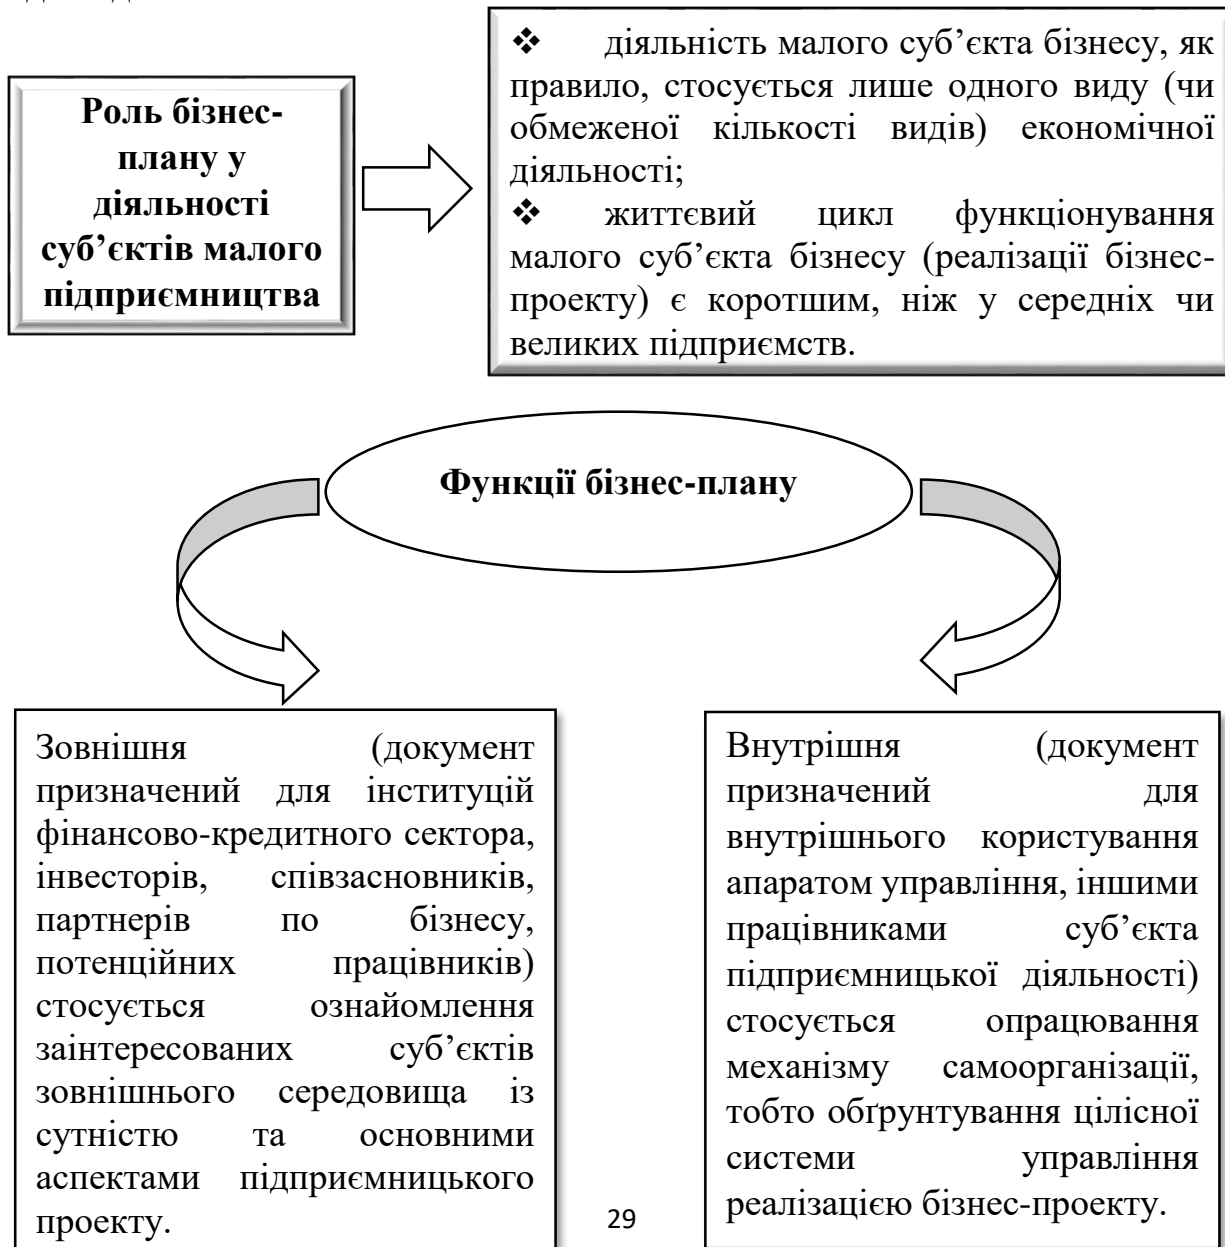 Роль бізнес-
плану у
діяльності
суб’єктів малого
підприємництва
❖ діяльність малого суб’єкта бізнесу, як
правило, стосується лише одного виду (чи
обмеженої кількості видів) економічної
діяльності;
❖ життєвий цикл функціонування
малого суб’єкта бізнесу (реалізації бізнес-
проекту) є коротшим, ніж у середніх чи
великих підприємств.
Функції бізнес-плану
Зовнішня (документ
призначений для інституцій
фінансово-кредитного сектора,
інвесторів, співзасновників,
партнерів по бізнесу,
потенційних працівників)
стосується ознайомлення
заінтересованих суб’єктів
зовнішнього середовища із
сутністю та основними
аспектами підприємницького
проекту.
Внутрішня (документ
призначений для
внутрішнього користування
апаратом управління, іншими
працівниками суб’єкта
підприємницької діяльності)
стосується опрацювання
механізму самоорганізації,
тобто обґрунтування цілісної
системи управління
реалізацією бізнес-проекту.
29